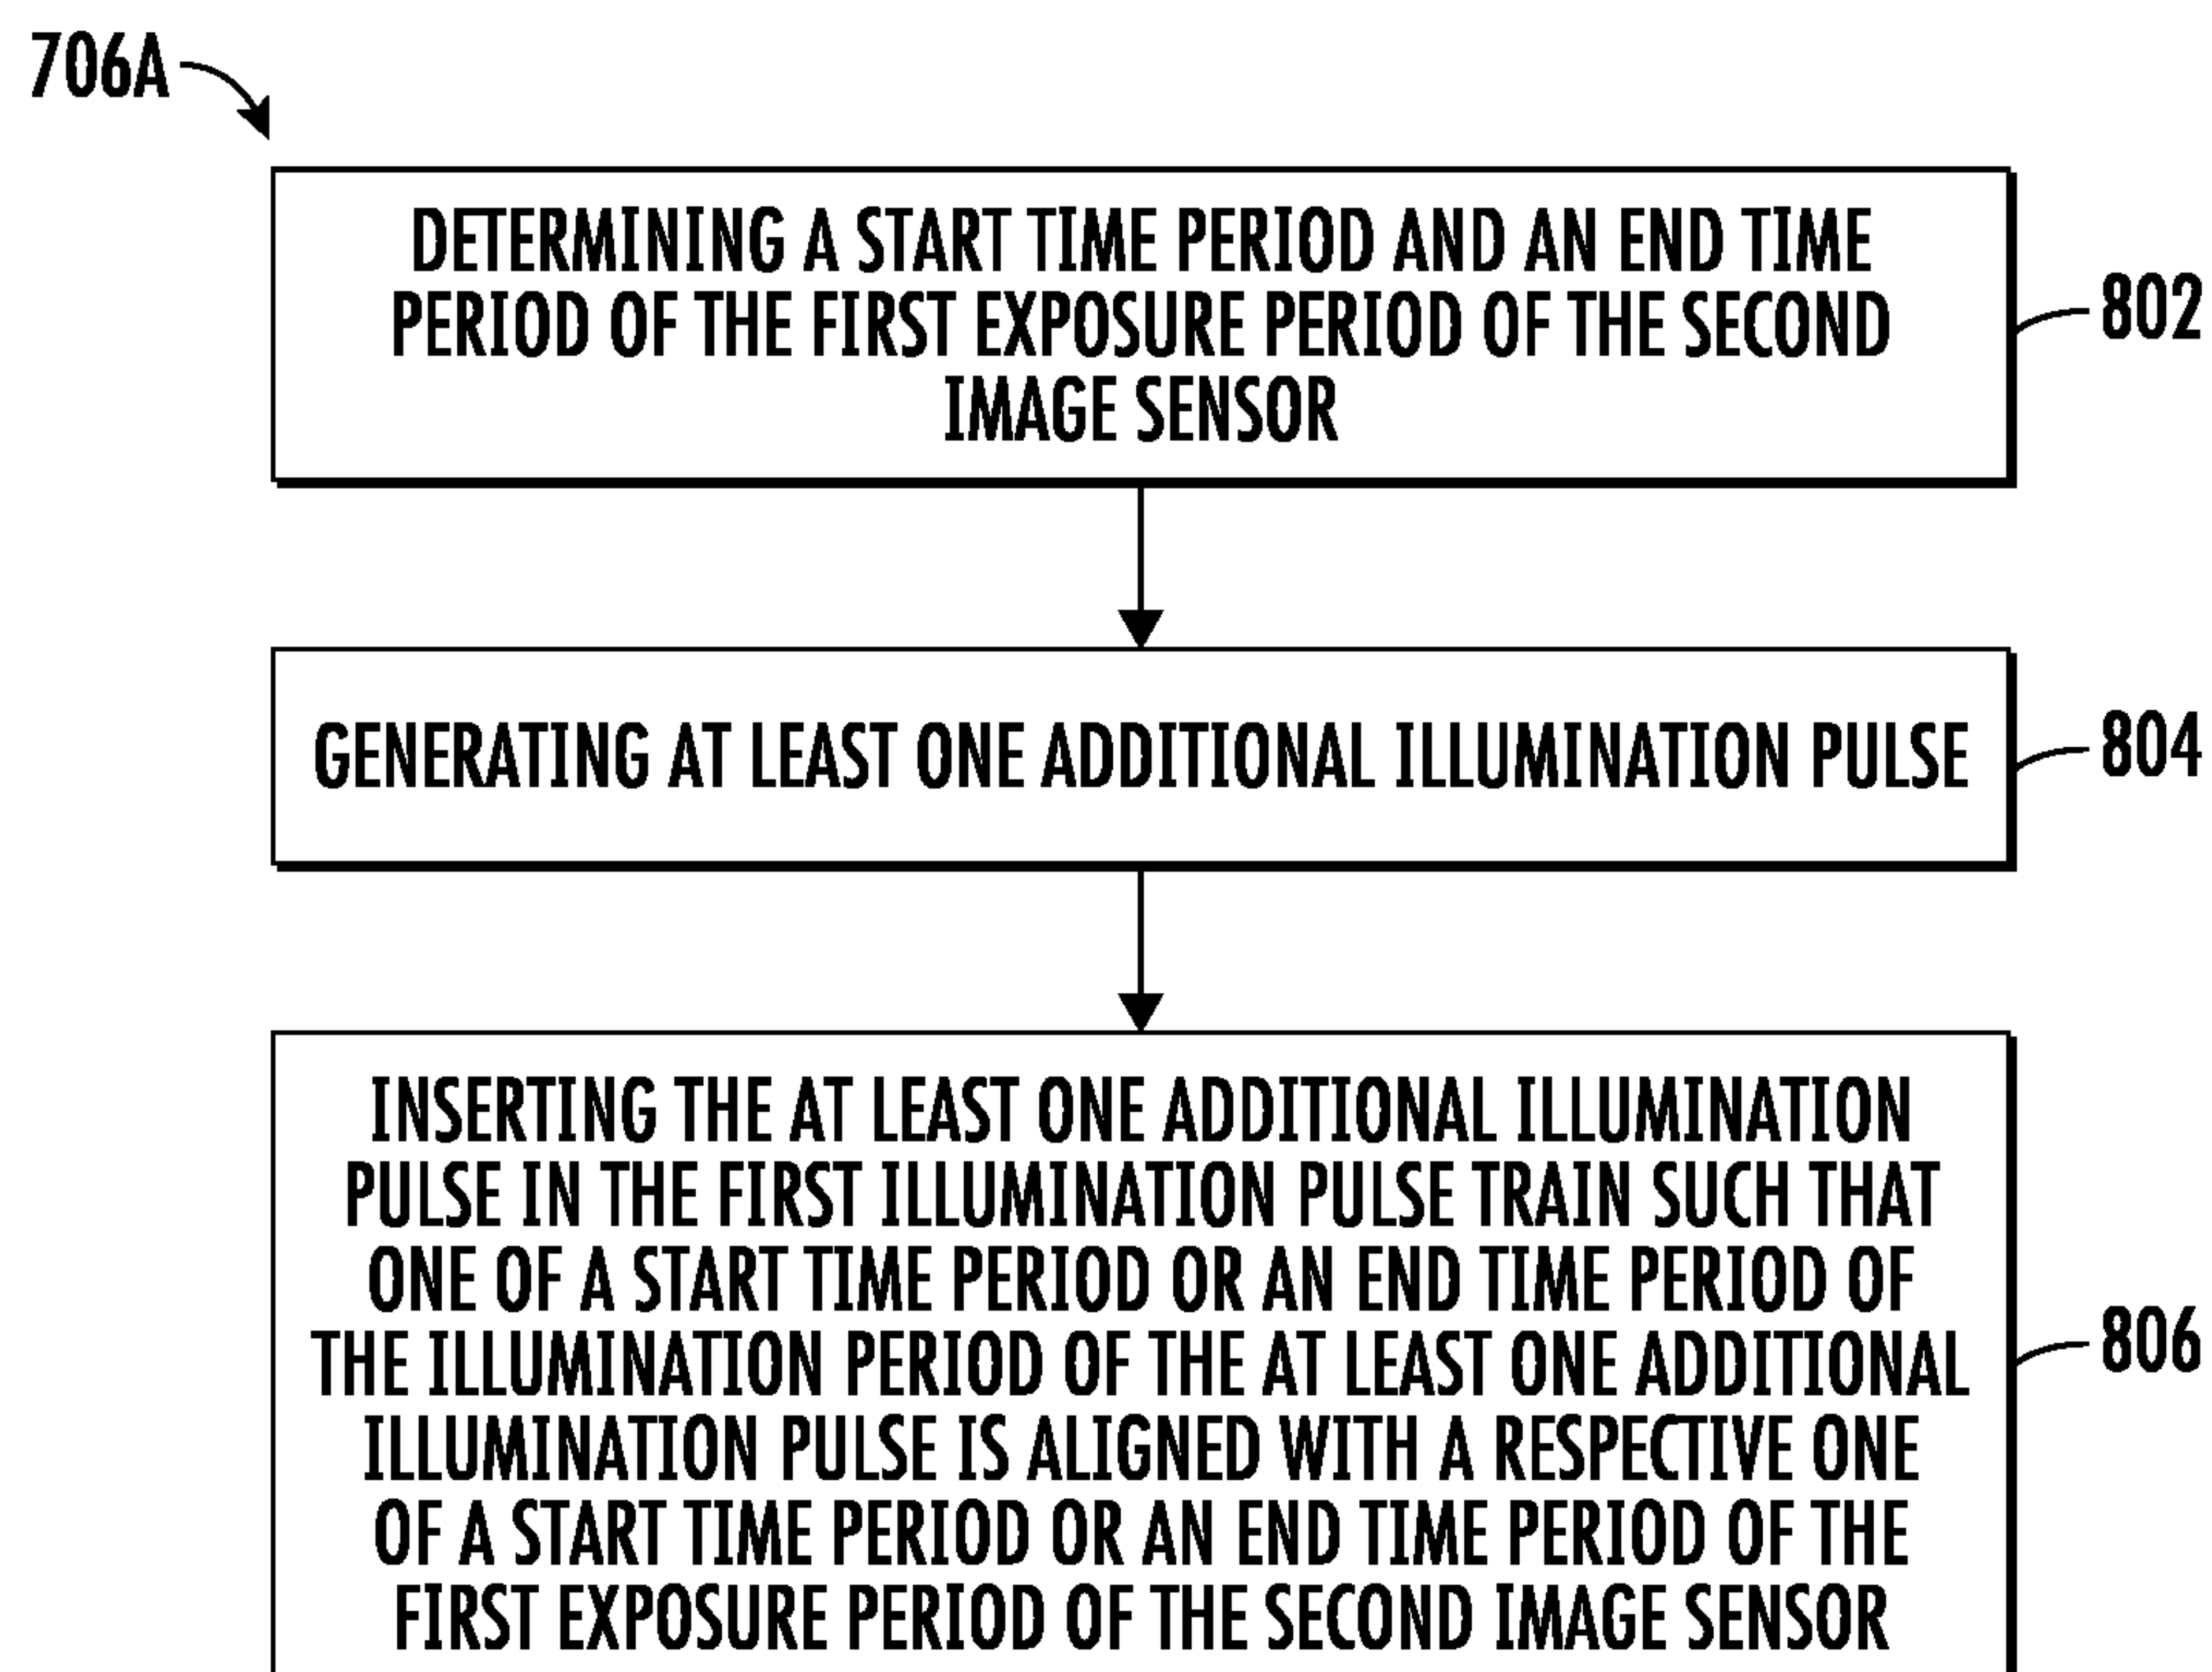 706A
DETERMINING A START TIME PERIOD AND AN END TIME
PERIOD OF THE FIRST EXPOSURE PERIOD OF THE SECOND
IMAGE SENSOR
802
GENERATING AT LEAST ONE ADDITIONAL ILLUMINATION PULSE
804
INSERTING THE AT LEAST ONE ADDITIONAL ILLUMINATION
PULSE IN THE FIRST ILLUMINATION PULSE TRAIN SUCH THAT
ONE OF A START TIME PERIOD OR AN END TIME PERIOD OF
THE ILLUMINATION PERIOD OF THE AT LEAST ONE ADDITIONAL
ILLUMINATION PULSE IS ALIGNED WITH A RESPECTIVE ONE
OF A START TIME PERIOD OR AN END TIME PERIOD OF THE
FIRST EXPOSURE PERIOD OF THE SECOND IMAGE SENSOR
806